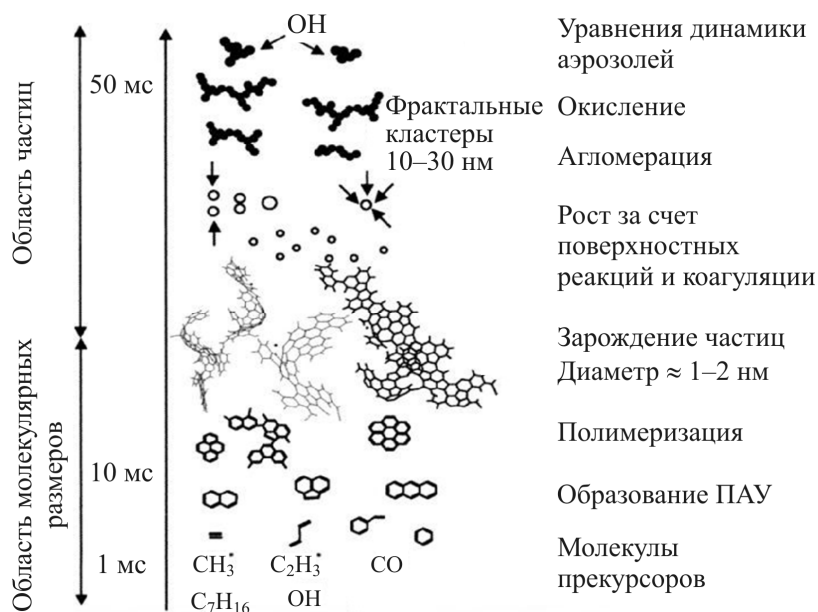 OH
Уравнения динамики
аэрозолей
50 мс
Фрактальные
кластеры
10–30 нм
Окисление
Агломерация
Область частиц
Рост за счет
поверхностных
реакций и коагуляции
Зарождение частиц
Диаметр ≈ 1–2 нм
Полимеризация
Область молекулярных
размеров
10 мс
Образование ПАУ
Молекулы
прекурсоров
1 мс
CH₃* C₂H₃* CO
C₇H₁₆ OH